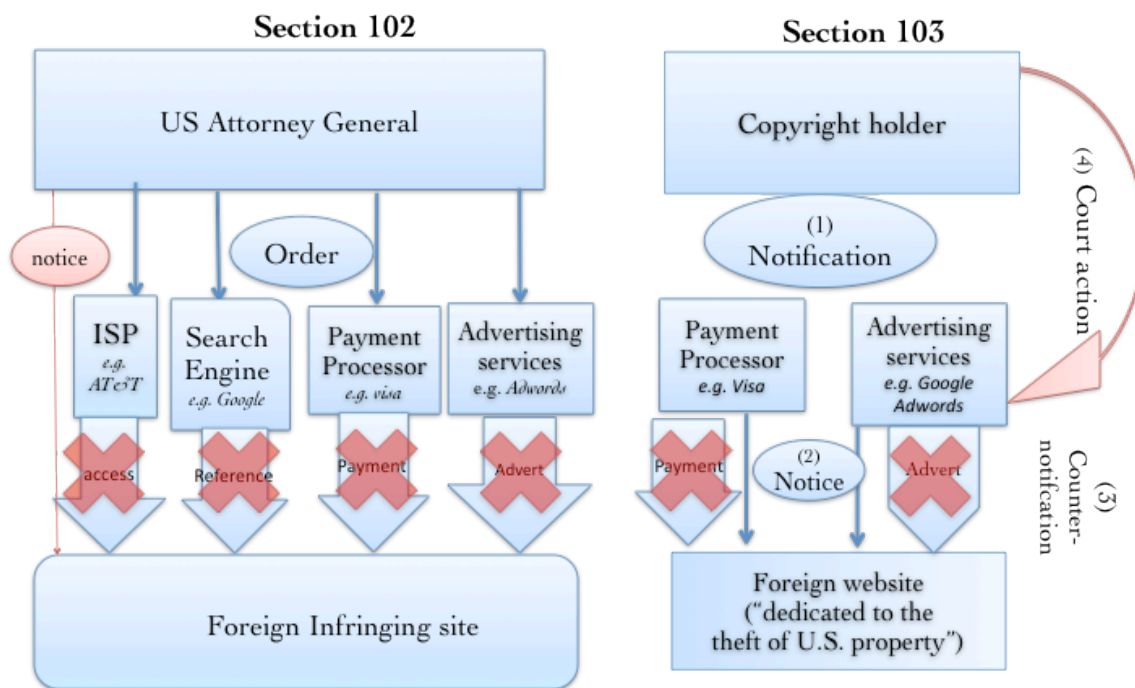 Section 102
US Attorney General
notice
Order
ISP
e.g.
AT&T
Search
Engine
e.g. Google
Payment
Processor
e.g. visa
Advertising
services
e.g. Adwords
access
Reference
Payment
Advert
Foreign Infringing site
Section 103
Copyright holder
(1)
Notification
(4) Court action
Payment
Processor
e.g. Visa
Advertising
services
e.g. Google
Adwords
Payment
(2)
Notice
Advert
(3)
Counter-
notifcation
Foreign website
(“dedicated to the
theft of U.S. property”)